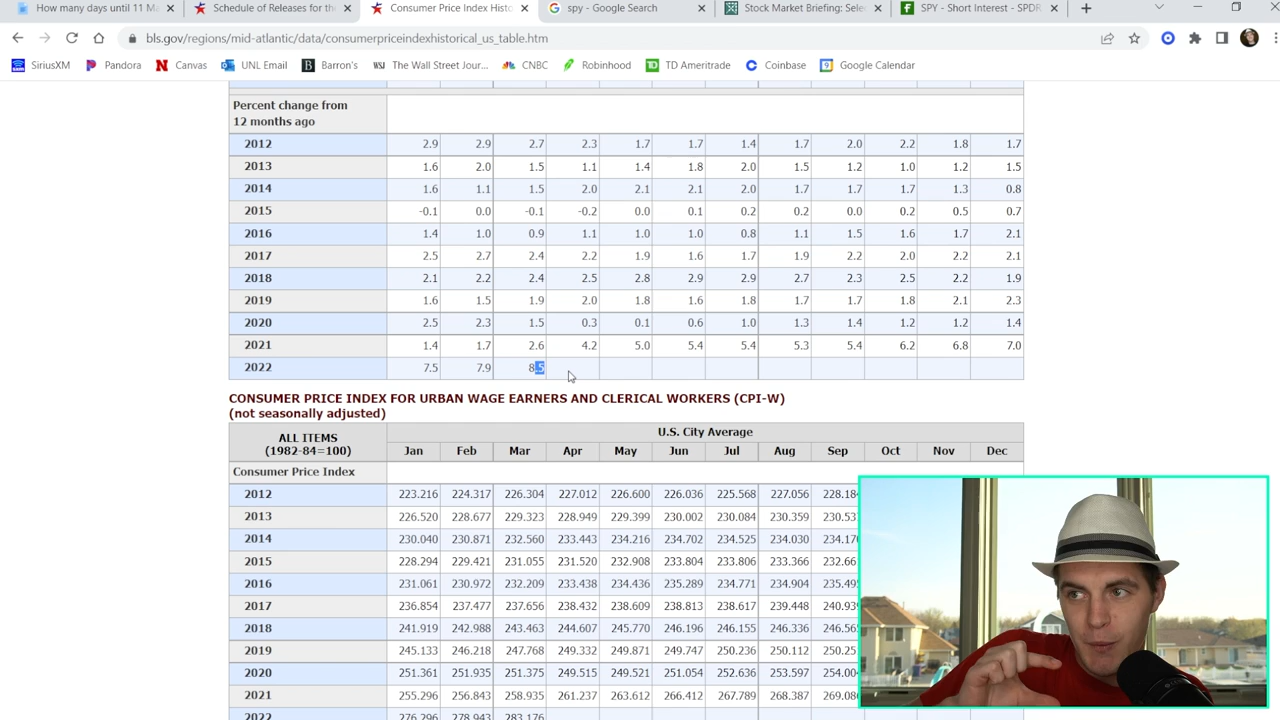 How many days until 11 Ma
Schedule of Releases for the
Consumer Price Index Histo
spy - Google Search
Stock Market Briefing: Sele
SPY - Short Interest - SPDR
bls.gov/regions/mid-atlantic/data/consumerpriceindexhistorical_us_table.htm
SiriusXM Pandora Canvas UNL Email Barron's The Wall Street Jour... CNBC Robinhood TD Ameritrade Coinbase Google Calendar
Percent change from
12 months ago
2012 2.9 2.9 2.7 2.3 1.7 1.7 1.4 1.7 2.0 2.2 1.8 1.7
2013 1.6 2.0 1.5 1.1 1.4 1.8 2.0 1.5 1.2 1.0 1.2 1.5
2014 1.6 1.1 1.5 2.0 2.1 2.1 2.0 1.7 1.7 1.7 1.3 0.8
2015 -0.1 0.0 -0.1 -0.2 0.0 0.1 0.2 0.2 0.0 0.2 0.5 0.7
2016 1.4 1.0 0.9 1.1 1.0 1.0 0.8 1.1 1.5 1.6 1.7 2.1
2017 2.5 2.7 2.4 2.2 1.9 1.6 1.7 1.9 2.2 2.0 2.2 2.1
2018 2.1 2.2 2.4 2.5 2.8 2.9 2.9 2.7 2.3 2.5 2.2 1.9
2019 1.6 1.5 1.9 2.0 1.8 1.6 1.8 1.7 1.7 1.8 2.1 2.3
2020 2.5 2.3 1.5 0.3 0.1 0.6 1.0 1.3 1.4 1.2 1.2 1.4
2021 1.4 1.7 2.6 4.2 5.0 5.4 5.4 5.3 5.4 6.2 6.8 7.0
2022 7.5 7.9 8.5
CONSUMER PRICE INDEX FOR URBAN WAGE EARNERS AND CLERICAL WORKERS (CPI-W)
(not seasonally adjusted)
ALL ITEMS
(1982-84=100)
U.S. City Average
Jan Feb Mar Apr May Jun Jul Aug Sep Oct Nov Dec
Consumer Price Index
2012 223.216 224.317 226.304 227.012 226.600 226.036 225.568 227.056 228.184
2013 226.520 228.677 229.323 228.949 229.399 230.002 230.084 230.359 230.537
2014 230.040 230.871 232.560 233.443 234.216 234.702 234.525 234.030 234.170
2015 228.294 229.421 231.055 231.520 232.908 233.804 233.806 233.366 232.66
2016 231.061 230.972 232.209 233.438 234.436 235.289 234.771 234.904 235.495
2017 236.854 237.477 237.656 238.432 238.609 238.813 238.617 239.448 240.939
2018 241.919 242.988 243.463 244.607 245.770 246.196 246.155 246.336 246.565
2019 245.133 246.218 247.768 249.332 249.871 249.747 250.236 250.112 250.251
2020 251.361 251.935 251.375 249.515 249.521 251.054 252.636 253.597 254.004
2021 255.296 256.843 258.935 261.237 263.612 266.412 267.789 268.387 269.086
2022 276.296 278.943 283.176